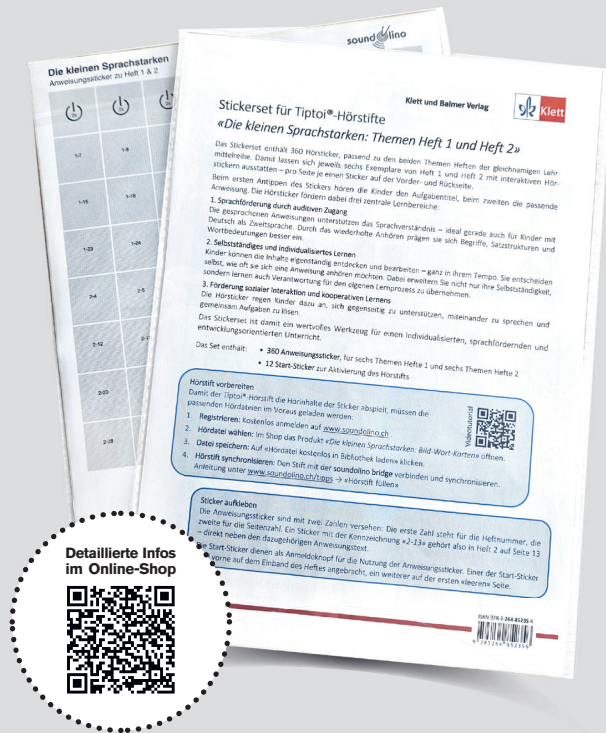 soundolino
Die kleinen Sprachstarken
Anweisungssticker zu Heft 1 & 2
1-7
1-8
1-15
1-16
1-23
1-24
2-4
2-5
2-12
2-20
2-28
Klett und Balmer Verlag
Klett
Stickerset für Tiptoi®-Hörstifte
«Die kleinen Sprachstarken: Themen Heft 1 und Heft 2»
Das Stickerset enthält 360 Hörsticker, passend zu den beiden Themen Heften der gleichnamigen Lehr-
mittelreihe. Damit lassen sich jeweils sechs Exemplare von Heft 1 und Heft 2 mit interaktiven Hör-
stickern ausstatten – pro Seite je einen Sticker auf der Vorder- und Rückseite.
Beim ersten Antippen des Stickers hören die Kinder den Aufgabentitel, beim zweiten die passende
Anweisung. Die Hörsticker fördern dabei drei zentrale Lernbereiche:
1. Sprachförderung durch auditiven Zugang
Die gesprochenen Anweisungen unterstützen das Sprachverständnis – ideal gerade auch für Kinder mit
Deutsch als Zweitsprache. Durch das wiederholte Anhören prägen sie sich Begriffe, Satzstrukturen und
Wortbedeutungen besser ein.
2. Selbstständiges und individualisiertes Lernen
Kinder können die Inhalte eigenständig entdecken und bearbeiten – ganz in ihrem Tempo. Sie entscheiden
selbst, wie oft sie sich eine Anweisung anhören möchten. Dabei erweitern Sie nicht nur ihre Selbständigkeit,
sondern lernen auch Verantwortung für den eigenen Lernprozess zu übernehmen.
3. Förderung sozialer Interaktion und kooperativen Lernens
Die Hörsticker regen Kinder dazu an, sich gegenseitig zu unterstützen, miteinander zu sprechen und
gemeinsam Aufgaben zu lösen.
Das Stickerset ist damit ein wertvolles Werkzeug für einen individualisierten, sprachfördernden und
entwicklungsorientierten Unterricht.
Das Set enthält: • 360 Anweisungssticker, für sechs Themen Hefte 1 und sechs Themen Hefte 2
• 12 Start-Sticker zur Aktivierung des Hörstifts
Hörstift vorbereiten
Damit der Tiptoi®-Hörstift die Hörinhalte der Sticker abspielt, müssen die
passenden Hördateien im Voraus geladen werden:
1. Registrieren: Kostenlos anmelden auf www.soundolino.ch
2. Hördatei wählen: Im Shop das Produkt «Die kleinen Sprachstarken: Bild-Wort-Karten» öffnen.
3. Datei speichern: Auf «Hördatei kostenlos in Bibliothek laden» klicken.
4. Hörstift synchronisieren: Den Stift mit der soundolino bridge verbinden und synchronisieren.
Anleitung unter www.soundolino.ch/tipps → «Hörstift füllen»
Videotutorial
Sticker aufkleben
Die Anweisungssticker sind mit zwei Zahlen versehen: Die erste Zahl steht für die Heftnummer, die
zweite für die Seitenzahl. Ein Sticker mit der Kennzeichnung «2-13» gehört also in Heft 2 auf Seite 13
– direkt neben den dazugehörigen Anweisungstext.
Die Start-Sticker dienen als Anmeldeknopf für die Nutzung der Anweisungssticker. Einer der Start-Sticker
vorne auf dem Einband des Heftes angebracht, ein weiterer auf der ersten «leeren» Seite.
ISBN 978-3-264-85235-6
9 783264 852356
Detaillierte Infos
im Online-Shop